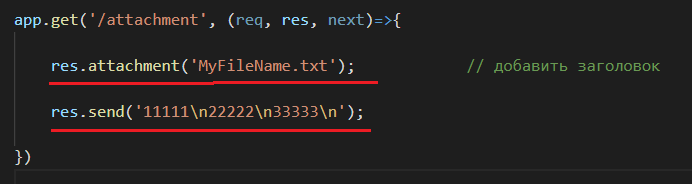 app.get('/attachment', (req, res, next)=>{
res.attachment('MyFileName.txt'); // добавить заголовок
res.send('11111\n22222\n33333\n');
})